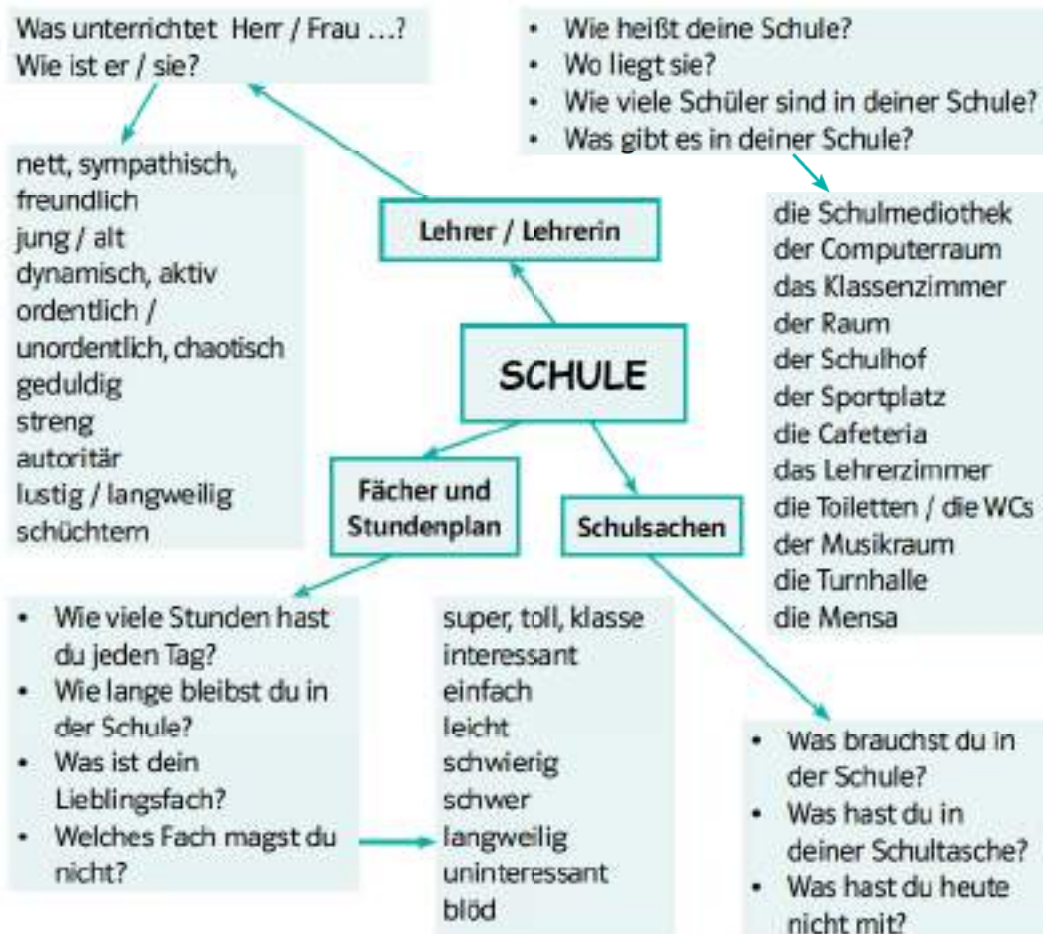 Was unterrichtet Herr / Frau ...?
Wie ist er / sie?
nett, sympathisch,
freundlich
jung / alt
dynamisch, aktiv
ordentlich /
unordentlich, chaotisch
geduldig
streng
autoritär
lustig / langweilig
schüchtern
• Wie heißt deine Schule?
• Wo liegt sie?
• Wie viele Schüler sind in deiner Schule?
• Was gibt es in deiner Schule?
die Schulmediothek
der Computerraum
das Klassenzimmer
der Raum
der Schulhof
der Sportplatz
die Cafeteria
das Lehrerzimmer
die Toiletten / die WCs
der Musikraum
die Turnhalle
die Mensa
Lehrer / Lehrerin
SCHULE
Fächer und
Stundenplan
Schulsachen
• Wie viele Stunden hast
du jeden Tag?
• Wie lange bleibst du in
der Schule?
• Was ist dein
Lieblingsfach?
• Welches Fach magst du
nicht?
super, toll, klasse
interessant
einfach
leicht
schwierig
schwer
langweilig
uninteressant
blöd
• Was brauchst du in
der Schule?
• Was hast du in
deiner Schultasche?
• Was hast du heute
nicht mit?